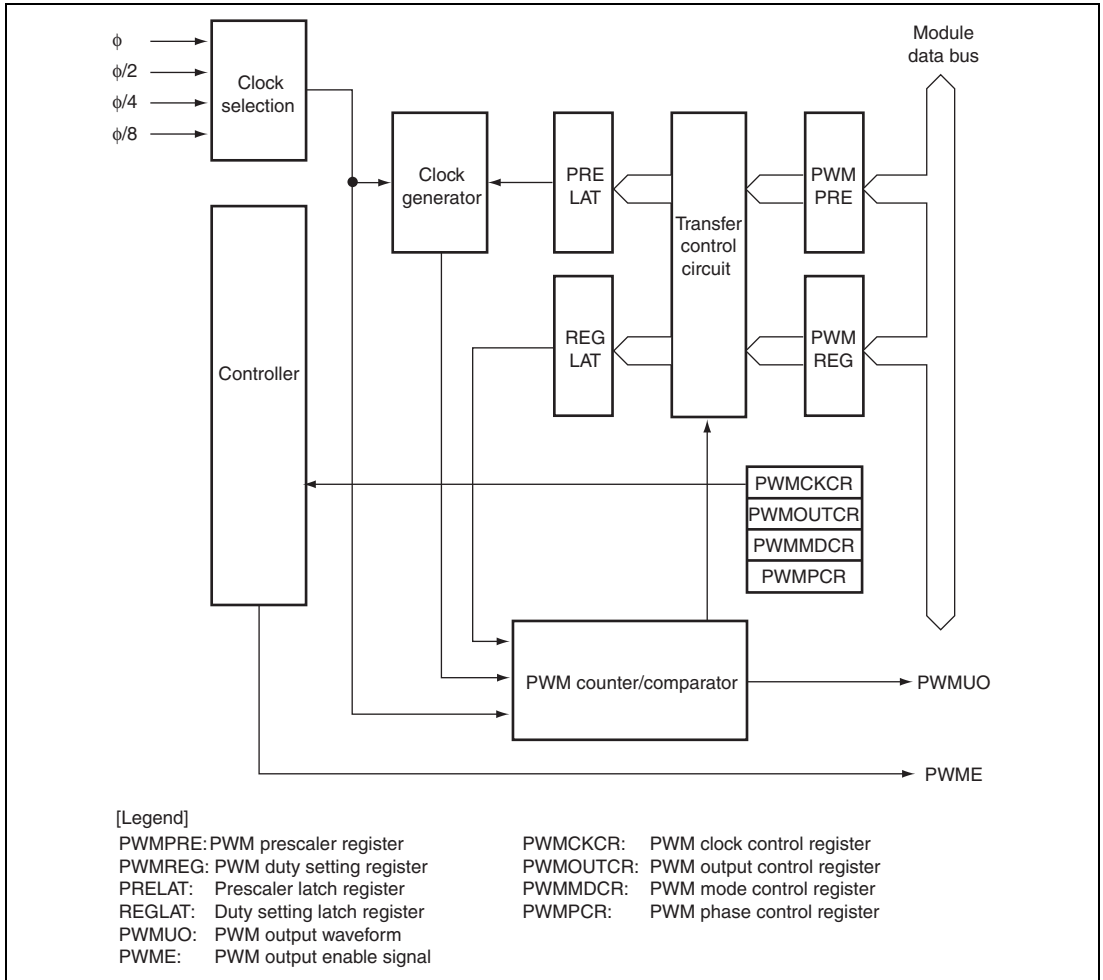 φ
φ/2
φ/4
φ/8
Clock
selection
Module
data bus
Clock
generator
PRE
LAT
Transfer
control
circuit
PWM
PRE
REG
LAT
PWM
REG
Controller
PWMCKCR
PWMOUTCR
PWMMDCR
PWMPCR
PWM counter/comparator
PWMUO
PWME
[Legend]
PWMPRE: PWM prescaler register
PWMREG: PWM duty setting register
PRELAT: Prescaler latch register
REGLAT: Duty setting latch register
PWMUO: PWM output waveform
PWME: PWM output enable signal
PWMCKCR: PWM clock control register
PWMOUTCR: PWM output control register
PWMMDCR: PWM mode control register
PWMPCR: PWM phase control register